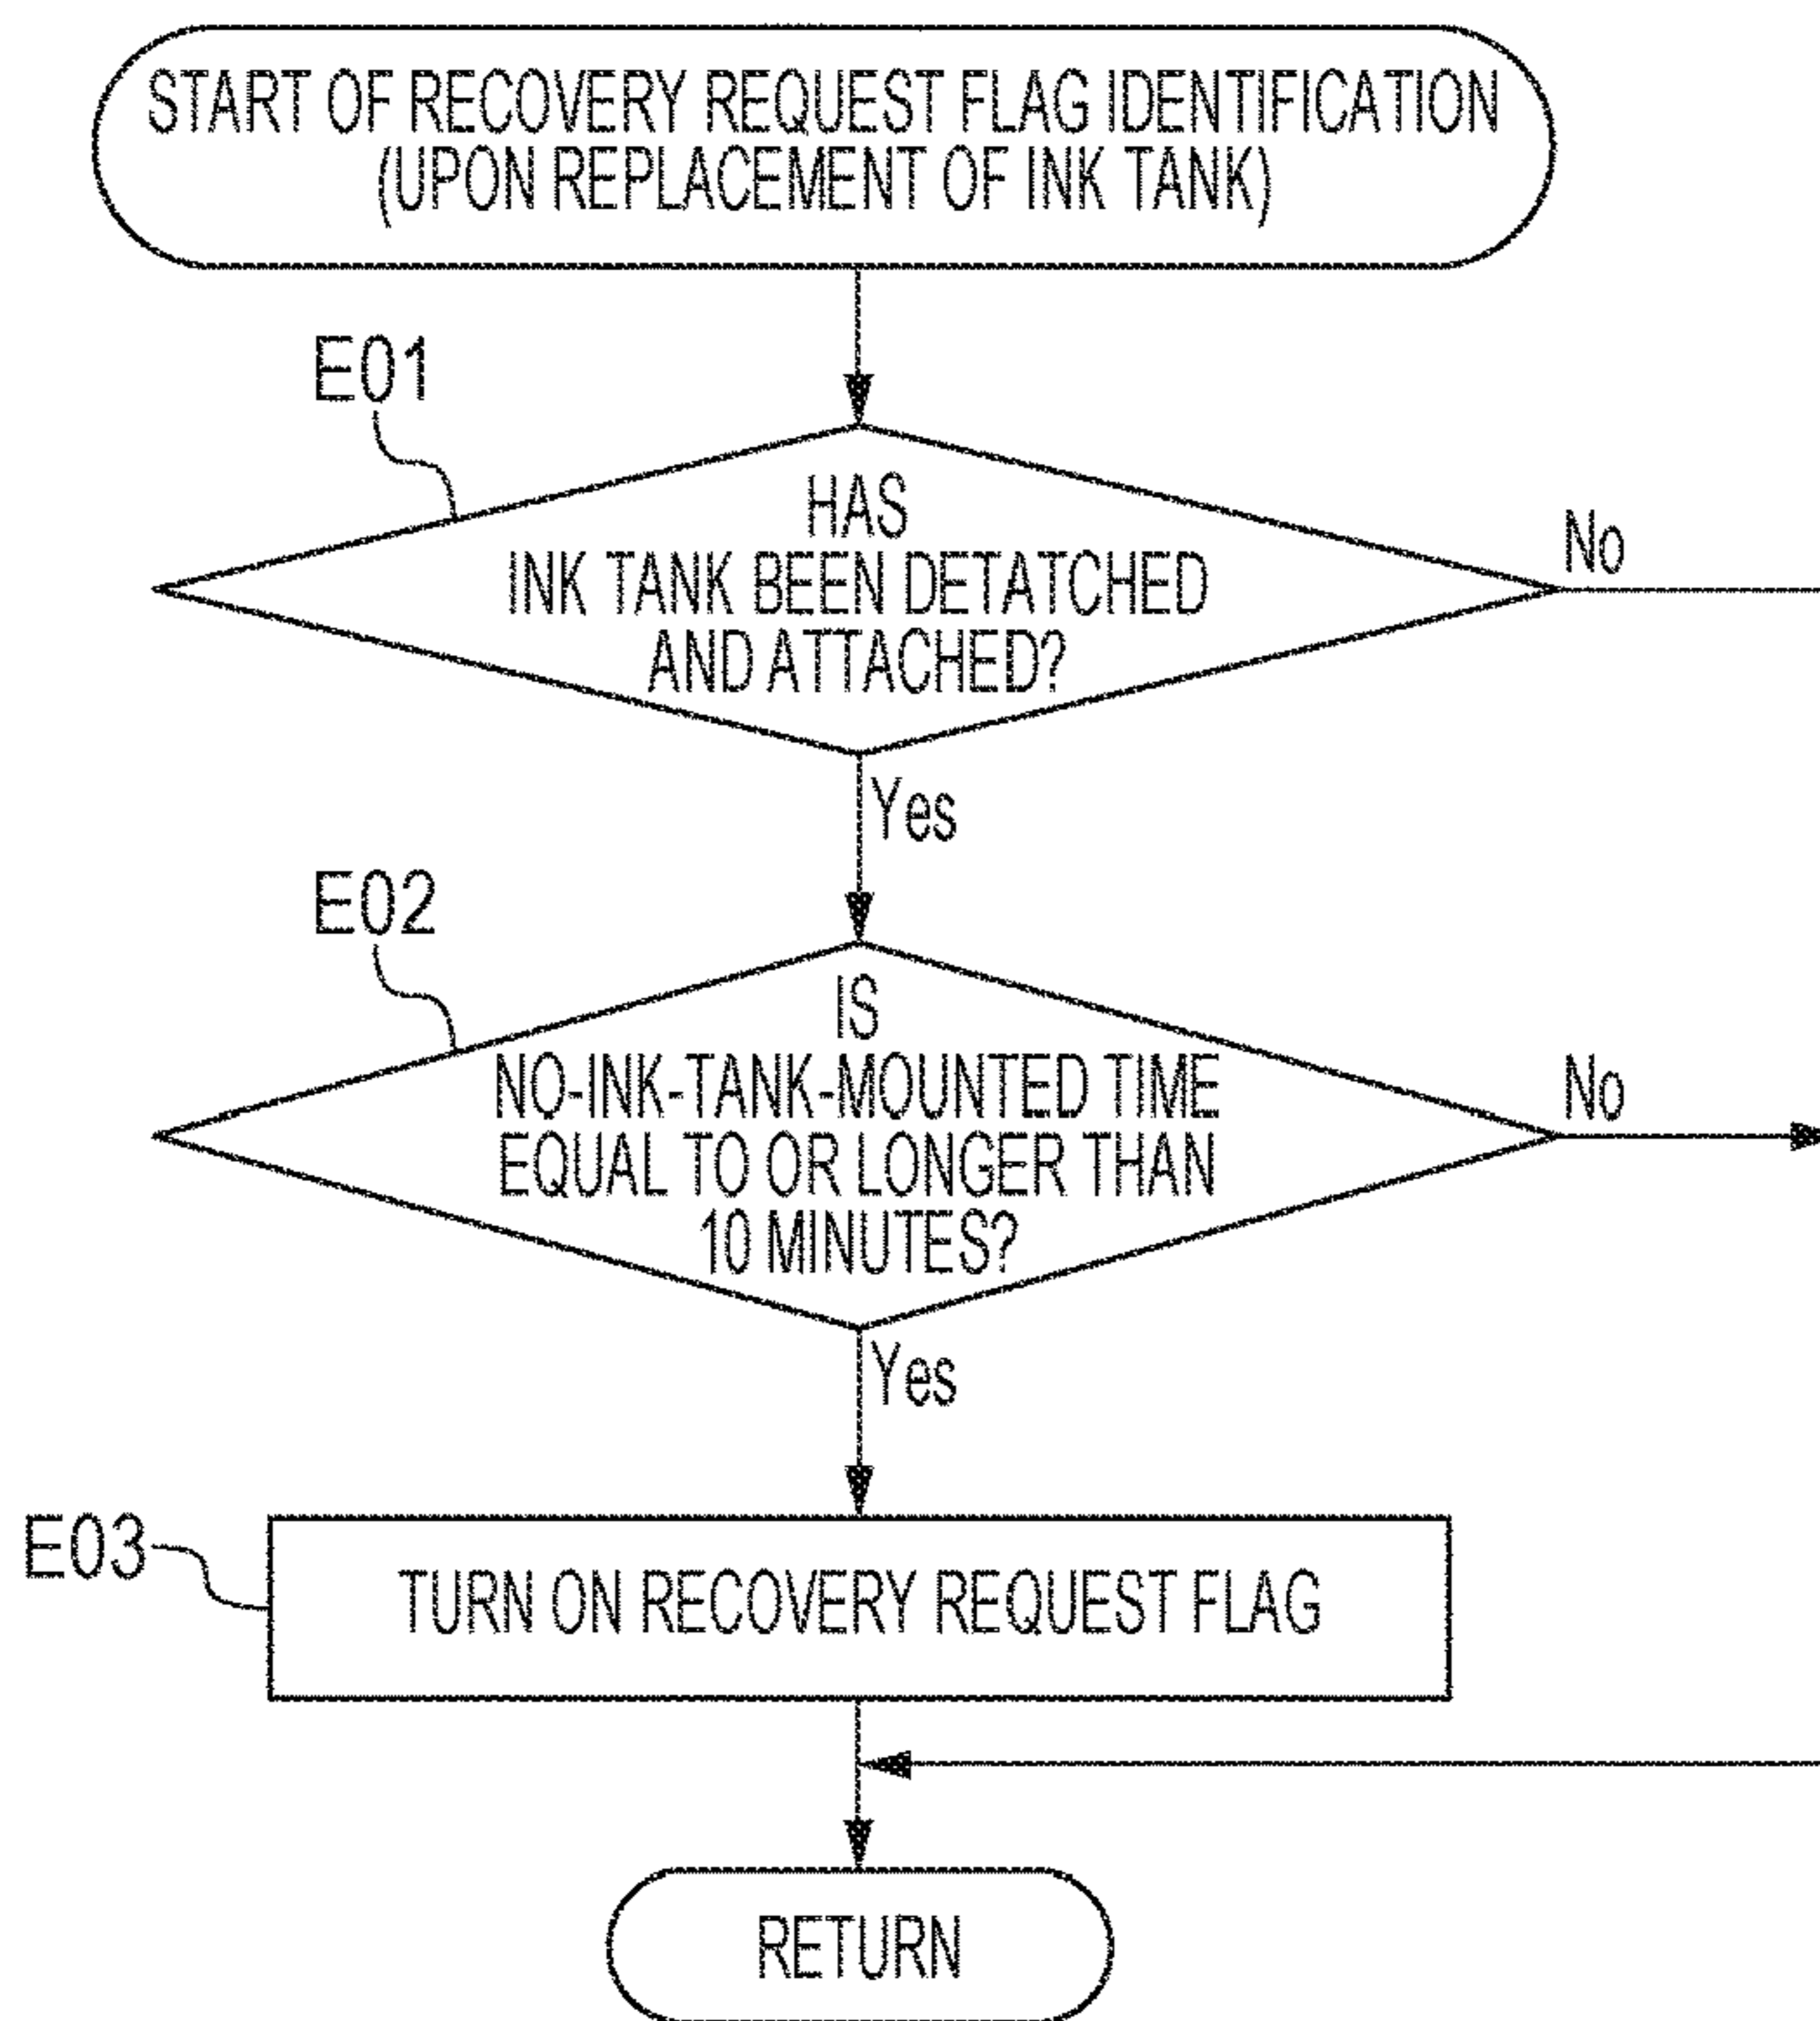 START OF RECOVERY REQUEST FLAG IDENTIFICATION
(UPON REPLACEMENT OF INK TANK)
E01
HAS
INK TANK BEEN DETATCHED
AND ATTACHED?
No
Yes
E02
IS
NO-INK-TANK-MOUNTED TIME
EQUAL TO OR LONGER THAN
10 MINUTES?
No
Yes
E03
TURN ON RECOVERY REQUEST FLAG
RETURN